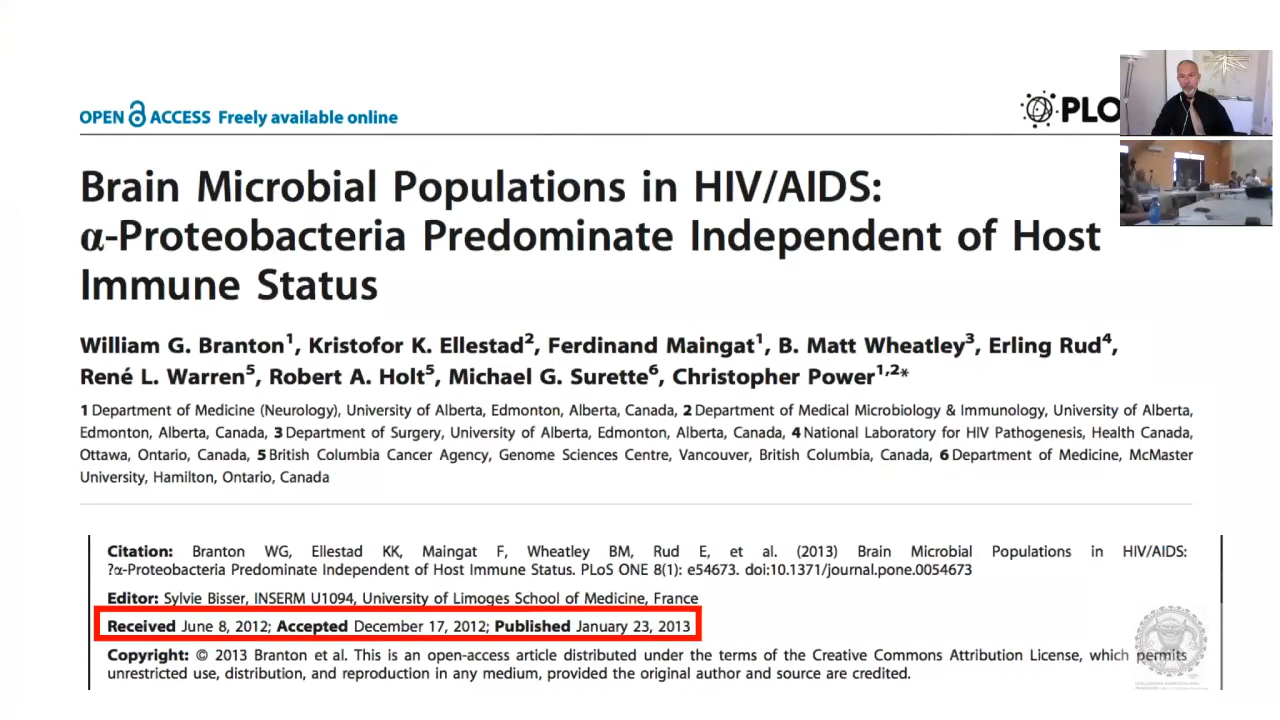 OPEN ACCESS Freely available online
PLO
Brain Microbial Populations in HIV/AIDS:
α-Proteobacteria Predominate Independent of Host
Immune Status
William G. Branton1, Kristofor K. Ellestad2, Ferdinand Maingat1, B. Matt Wheatley3, Erling Rud4,
René L. Warren5, Robert A. Holt5, Michael G. Surette6, Christopher Power1,2*
1 Department of Medicine (Neurology), University of Alberta, Edmonton, Alberta, Canada, 2 Department of Medical Microbiology & Immunology, University of Alberta,
Edmonton, Alberta, Canada, 3 Department of Surgery, University of Alberta, Edmonton, Alberta, Canada, 4 National Laboratory for HIV Pathogenesis, Health Canada,
Ottawa, Ontario, Canada, 5 British Columbia Cancer Agency, Genome Sciences Centre, Vancouver, British Columbia, Canada, 6 Department of Medicine, McMaster
University, Hamilton, Ontario, Canada
Citation: Branton WG, Ellestad KK, Maingat F, Wheatley BM, Rud E, et al. (2013) Brain Microbial Populations in HIV/AIDS:
?α-Proteobacteria Predominate Independent of Host Immune Status. PLoS ONE 8(1): e54673. doi:10.1371/journal.pone.0054673
Editor: Sylvie Bisser, INSERM U1094, University of Limoges School of Medicine, France
Received June 8, 2012; Accepted December 17, 2012; Published January 23, 2013
Copyright: © 2013 Branton et al. This is an open-access article distributed under the terms of the Creative Commons Attribution License, which permits
unrestricted use, distribution, and reproduction in any medium, provided the original author and source are credited.